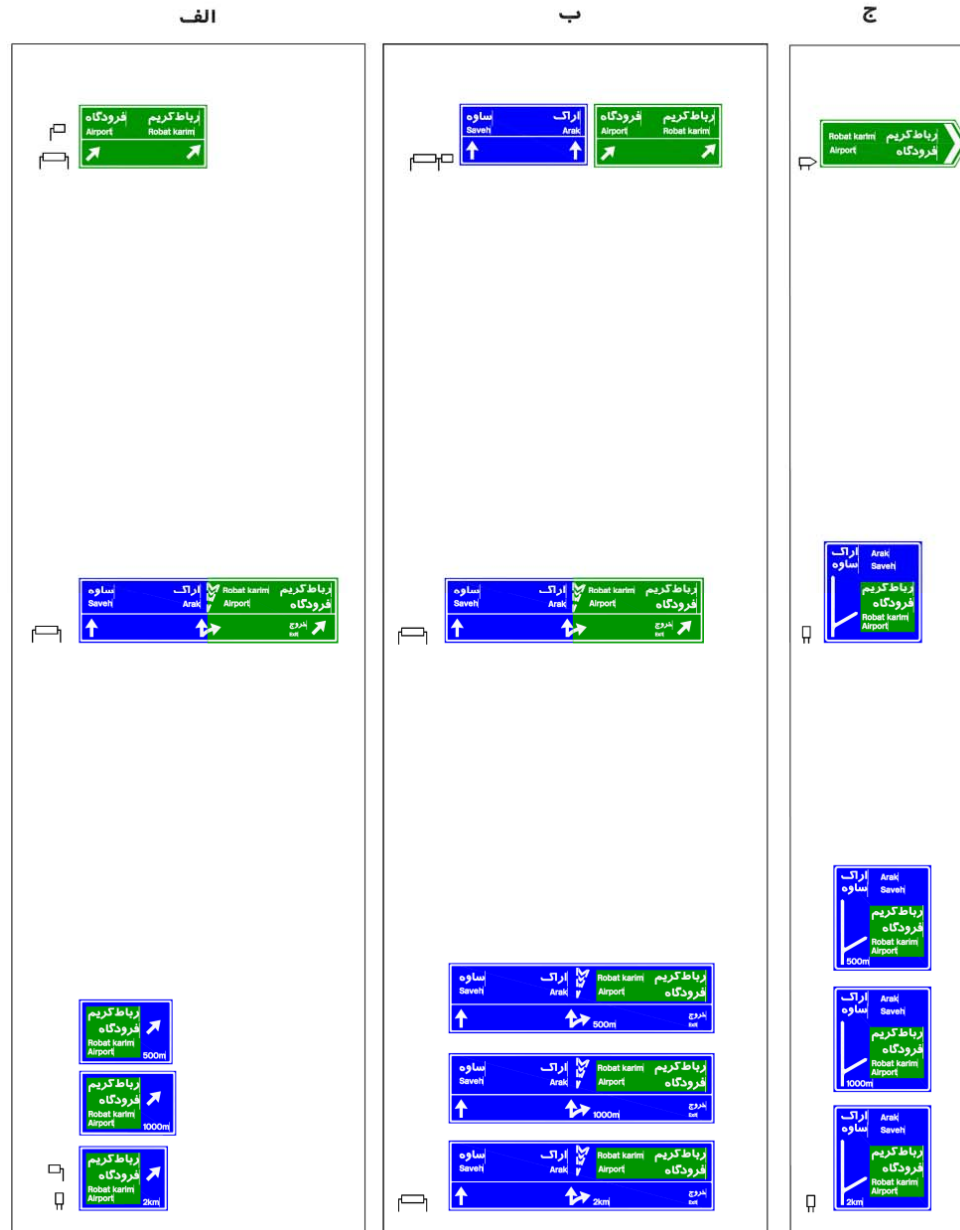 الف
ب
ج
رباط کریم فرودگاه
Airport Robat karim
اراک ساوه
Saveh Arak
رباط کریم فرودگاه
Airport Robat karim
Robat karim رباط کریم
Airport فرودگاه
ساوه اراک Robat karim رباط کریم
Saveh Arak Airport فرودگاه
خروج
Exit
ساوه اراک Robat karim رباط کریم
Saveh Arak Airport فرودگاه
خروج
Exit
اراک Arak
ساوه Saveh
رباط کریم
فرودگاه
Robat karim
Airport
رباط کریم
فرودگاه
Robat karim
Airport
500m
رباط کریم
فرودگاه
Robat karim
Airport
1000m
رباط کریم
فرودگاه
Robat karim
Airport
2km
ساوه اراک Robat karim رباط کریم
Saveh Arak Airport فرودگاه
500m خروج
Exit
ساوه اراک Robat karim رباط کریم
Saveh Arak Airport فرودگاه
1000m خروج
Exit
ساوه اراک Robat karim رباط کریم
Saveh Arak Airport فرودگاه
2km خروج
Exit
اراک Arak
ساوه Saveh
رباط کریم
فرودگاه
Robat karim
Airport
500m
اراک Arak
ساوه Saveh
رباط کریم
فرودگاه
Robat karim
Airport
1000m
اراک Arak
ساوه Saveh
رباط کریم
فرودگاه
Robat karim
Airport
2km